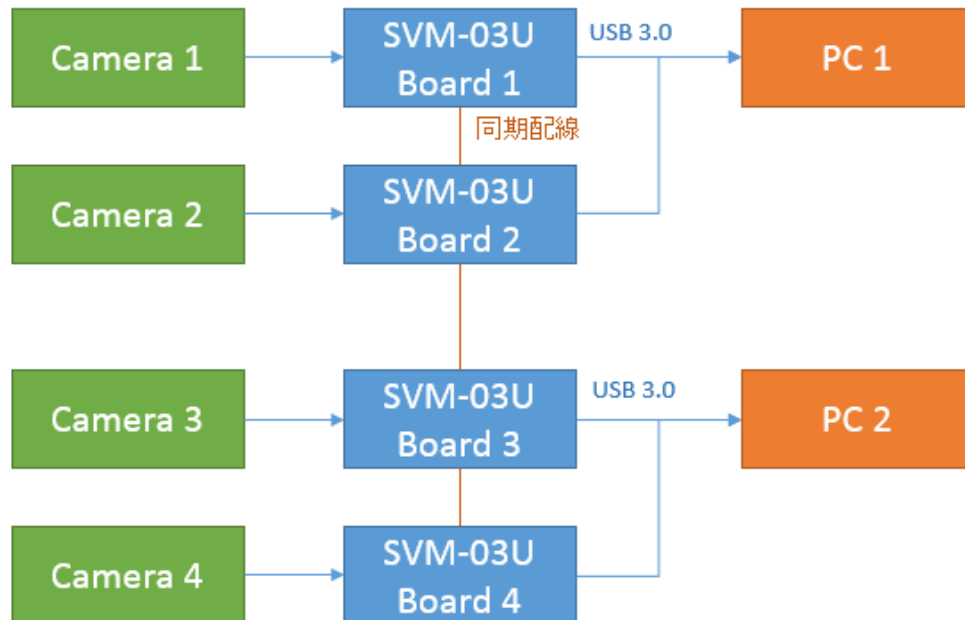 Camera 1
SVM-03U
Board 1
USB 3.0
PC 1
同期配線
Camera 2
SVM-03U
Board 2
Camera 3
SVM-03U
Board 3
USB 3.0
PC 2
Camera 4
SVM-03U
Board 4